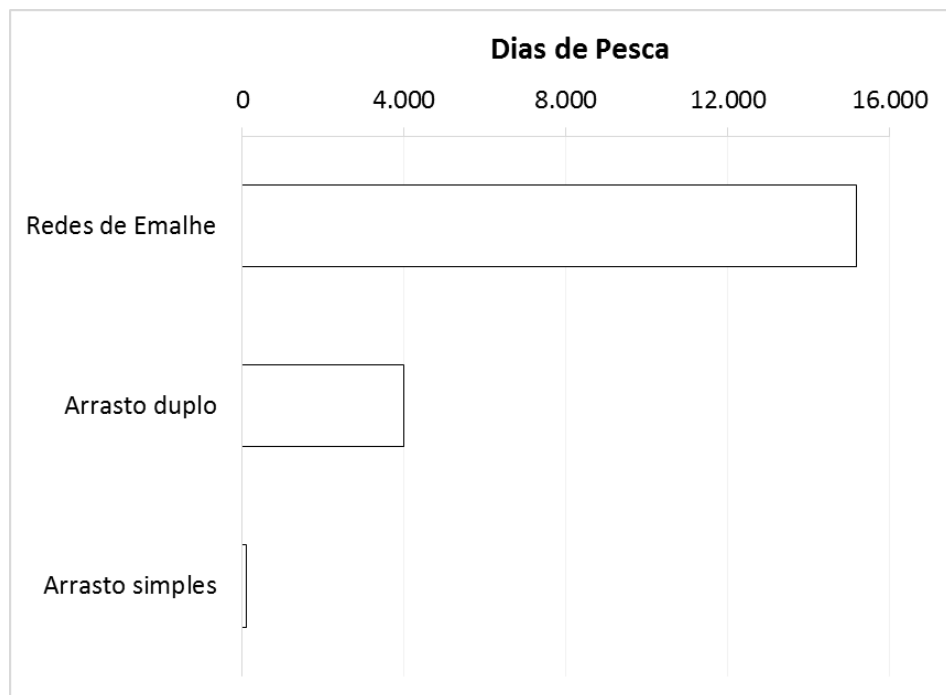 Dias de Pesca
0 4.000 8.000 12.000 16.000
Redes de Emalhe
Arrasto duplo
Arrasto simples